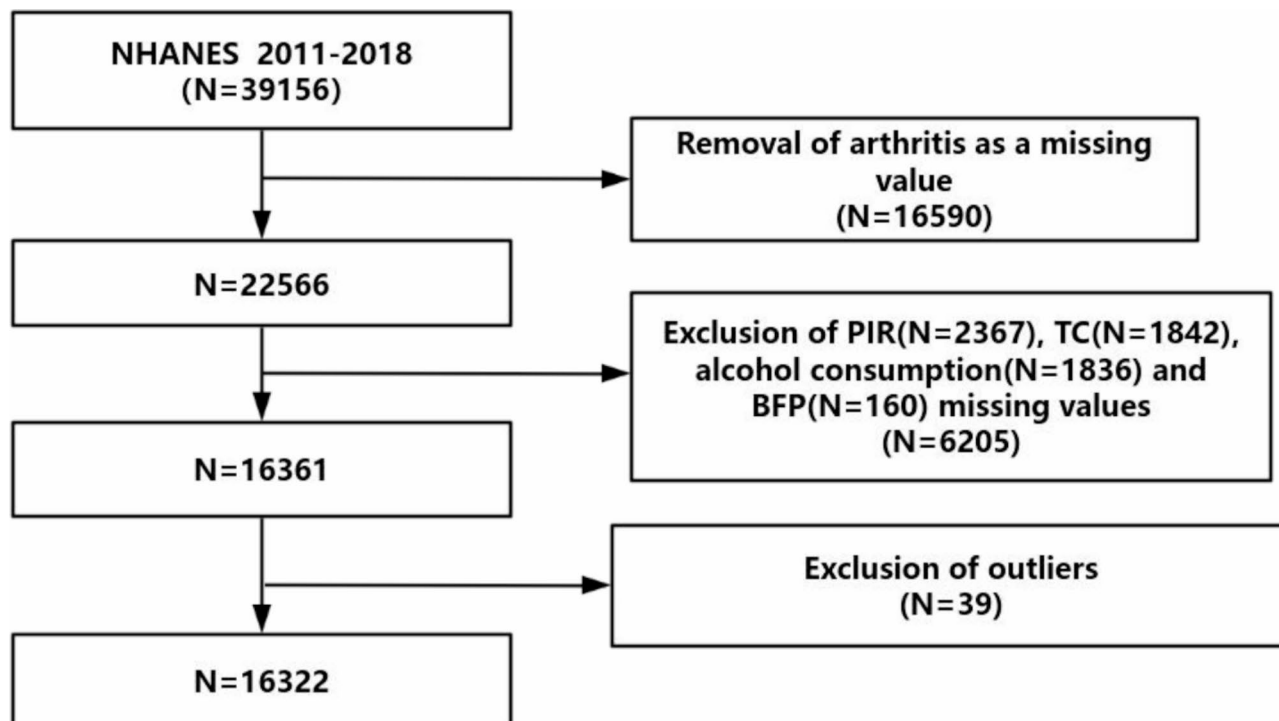 NHANES 2011-2018
(N=39156)
Removal of arthritis as a missing
value
(N=16590)
N=22566
Exclusion of PIR(N=2367), TC(N=1842),
alcohol consumption(N=1836) and
BFP(N=160) missing values
(N=6205)
N=16361
Exclusion of outliers
(N=39)
N=16322